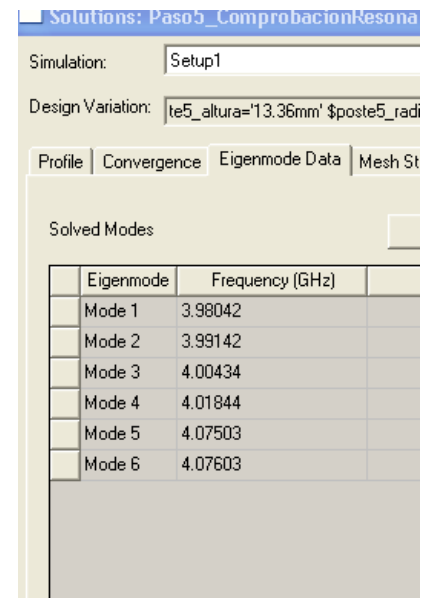 Solutions: Paso5_ComprobacionResona
Simulation: Setup1
Design Variation: te5_altura='13.36mm' $poste5_radi
Profile Convergence Eigenmode Data Mesh St
Solved Modes
Eigenmode Frequency (GHz)
Mode 1 3.98042
Mode 2 3.99142
Mode 3 4.00434
Mode 4 4.01844
Mode 5 4.07503
Mode 6 4.07603